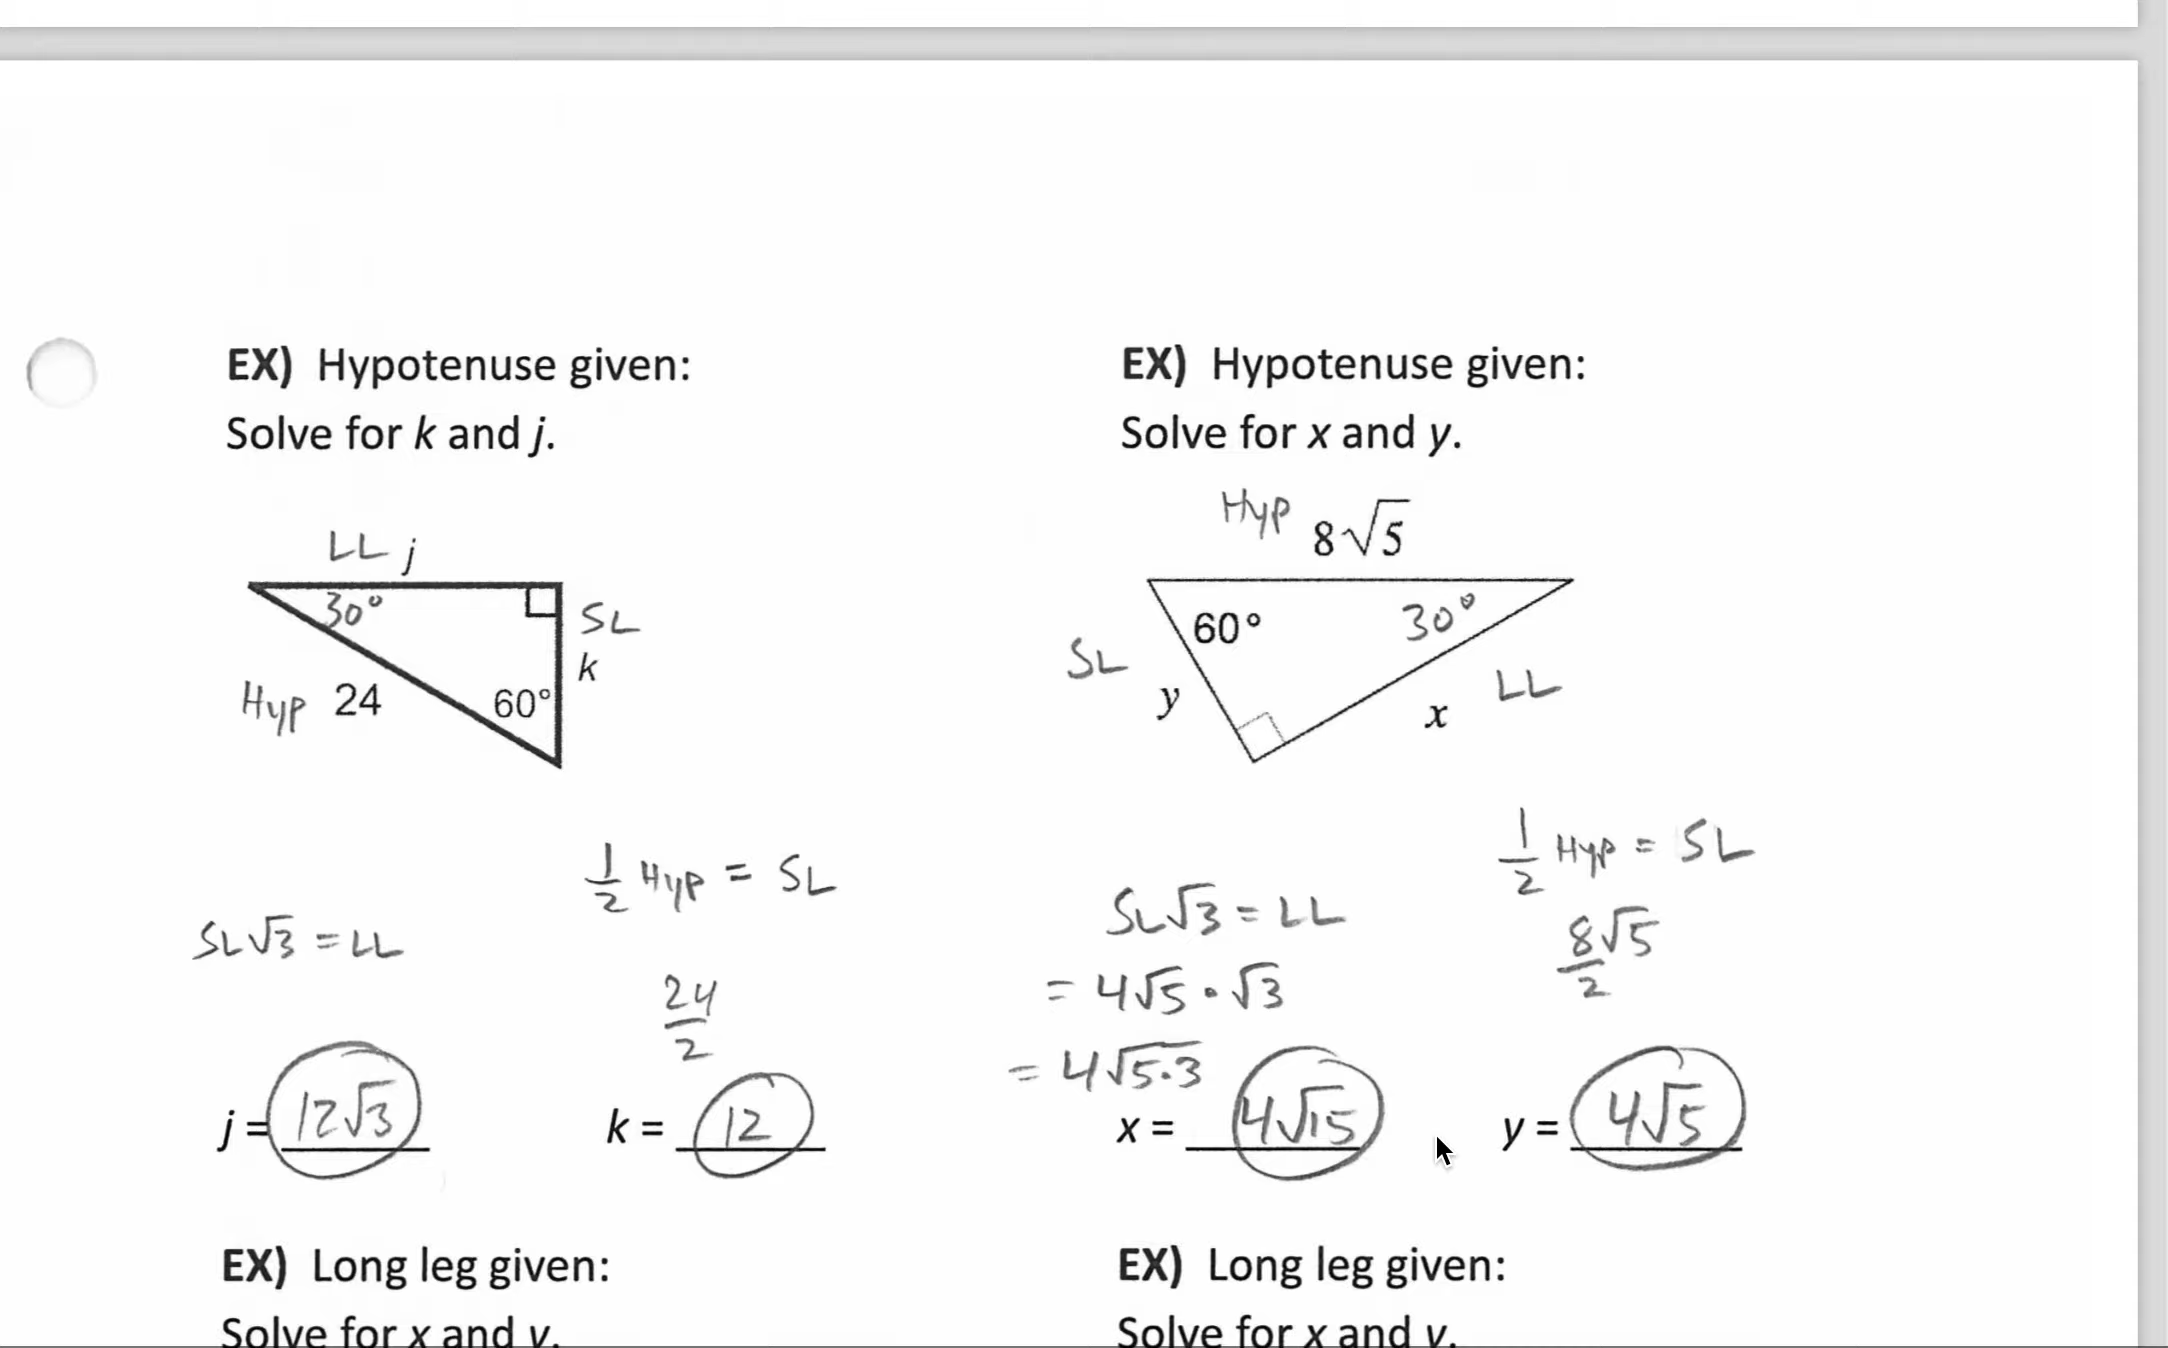 EX) Hypotenuse given:
Solve for k and j.
LL j
30°
SL
k
Hyp 24
60°
1/2 Hyp = SL
SL√3 = LL
24/2
j = 12√3
k = 12
EX) Hypotenuse given:
Solve for x and y.
Hyp 8√5
60°
30°
SL
y
LL
x
1/2 Hyp = SL
SL√3 = LL
8√5/2
= 4√5 · √3
= 4√5·3
x = 4√15
y = 4√5
EX) Long leg given:
Solve for x and y.
EX) Long leg given:
Solve for x and y.